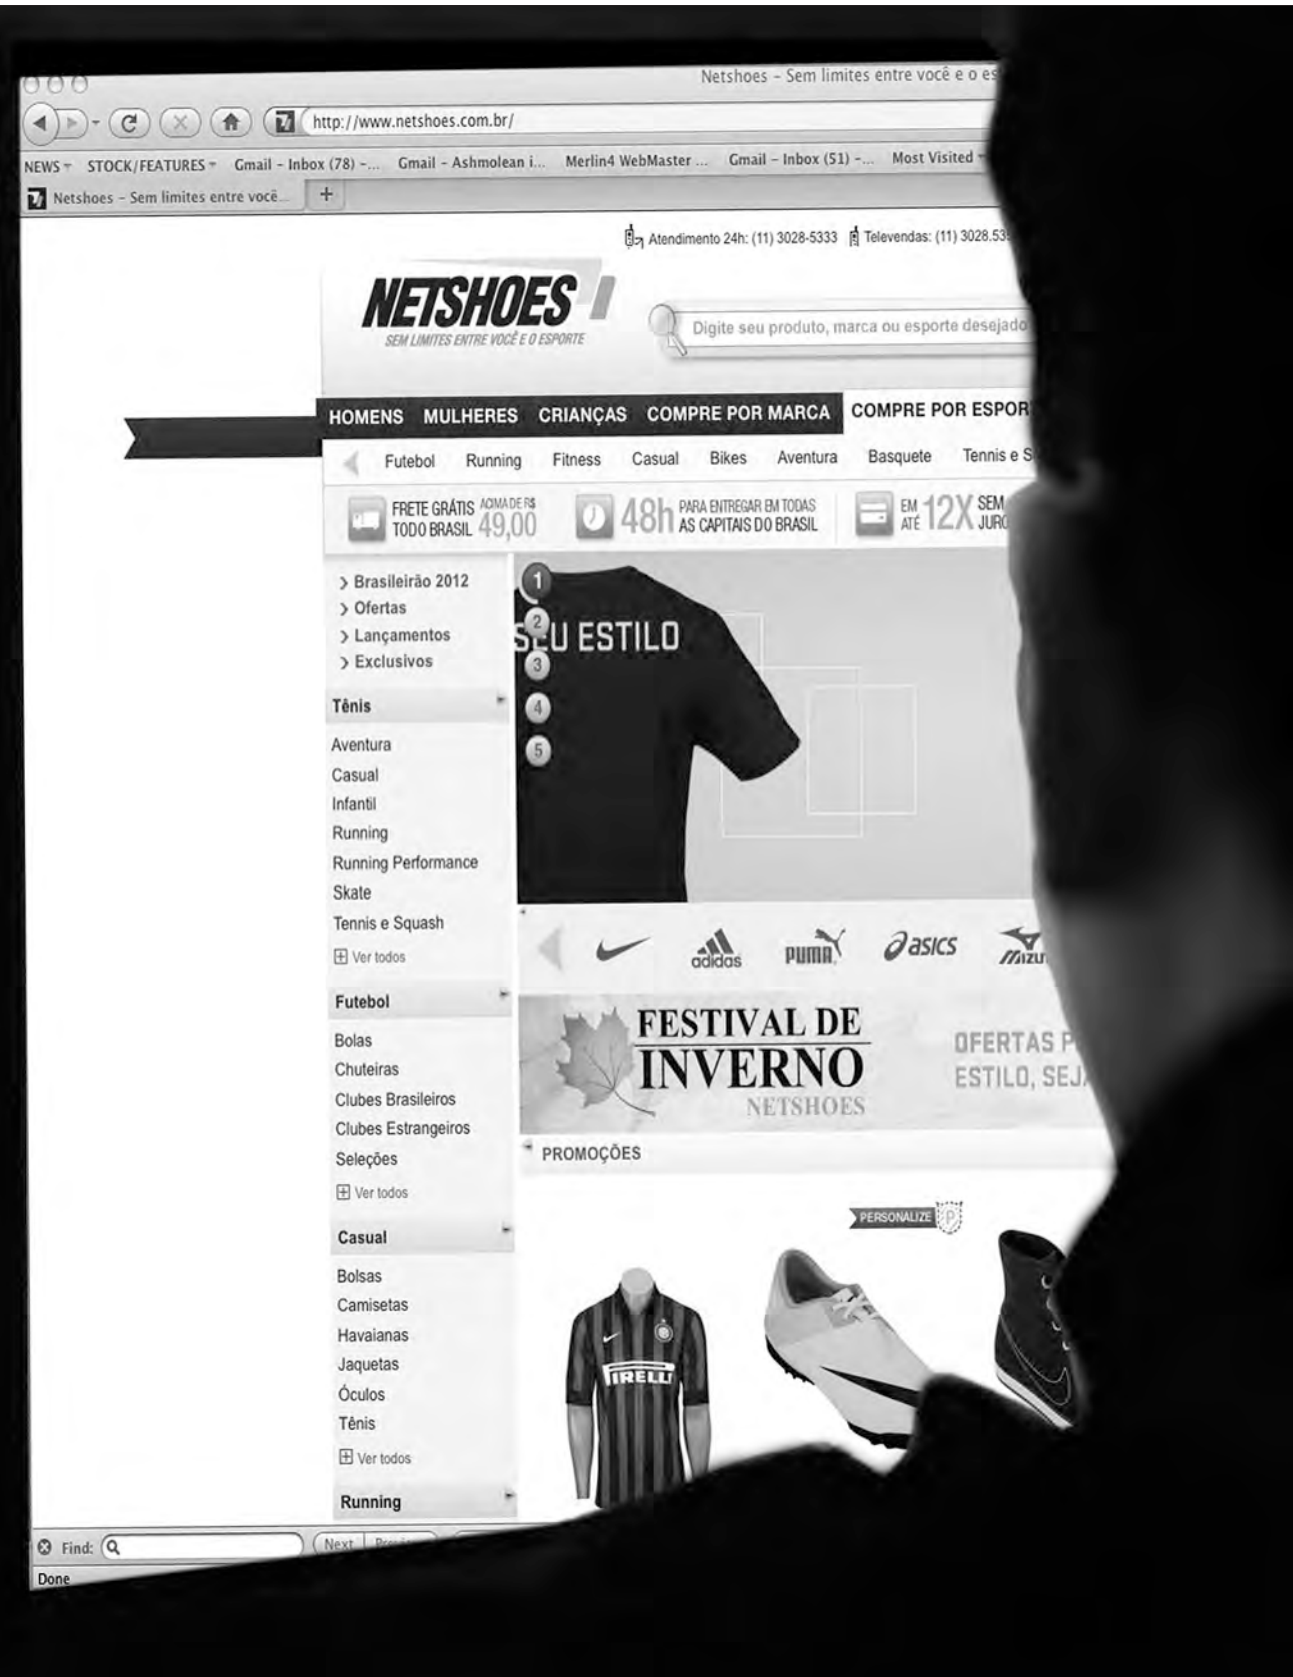 Netshoes - Sem limites entre você e o es
http://www.netshoes.com.br/
NEWS STOCK/FEATURES Gmail - Inbox (78) -... Gmail - Ashmolean i... Merlin4 WebMaster ... Gmail - Inbox (51) -... Most Visited
Netshoes - Sem limites entre você... +
Atendimento 24h: (11) 3028-5333 Televendas: (11) 3028.53
NETSHOES
SEM LIMITES ENTRE VOCÊ E O ESPORTE
Digite seu produto, marca ou esporte desejado
HOMENS MULHERES CRIANÇAS COMPRE POR MARCA COMPRE POR ESPOR
Futebol Running Fitness Casual Bikes Aventura Basquete Tennis e S
FRETE GRÁTIS ACIMA DE R$ 48h PARA ENTREGAR EM TODAS EM 12X SEM
TODO BRASIL 49,00 AS CAPITAIS DO BRASIL ATÉ JURO
> Brasileirão 2012
> Ofertas
> Lançamentos
> Exclusivos
1
2
3
4
5
SEU ESTILO
Tênis
Aventura
Casual
Infantil
Running
Running Performance
Skate
Tennis e Squash
Ver todos
adidas PUMA asics MIZU
Futebol
Bolas
Chuteiras
Clubes Brasileiros
Clubes Estrangeiros
Seleções
Ver todos
FESTIVAL DE
INVERNO
NETSHOES
OFERTAS P
ESTILO, SEJA
PROMOÇÕES
PERSONALIZE P
PIRELLI
Casual
Bolsas
Camisetas
Havaianas
Jaquetas
Óculos
Tênis
Ver todos
Running
Find: Next
Done